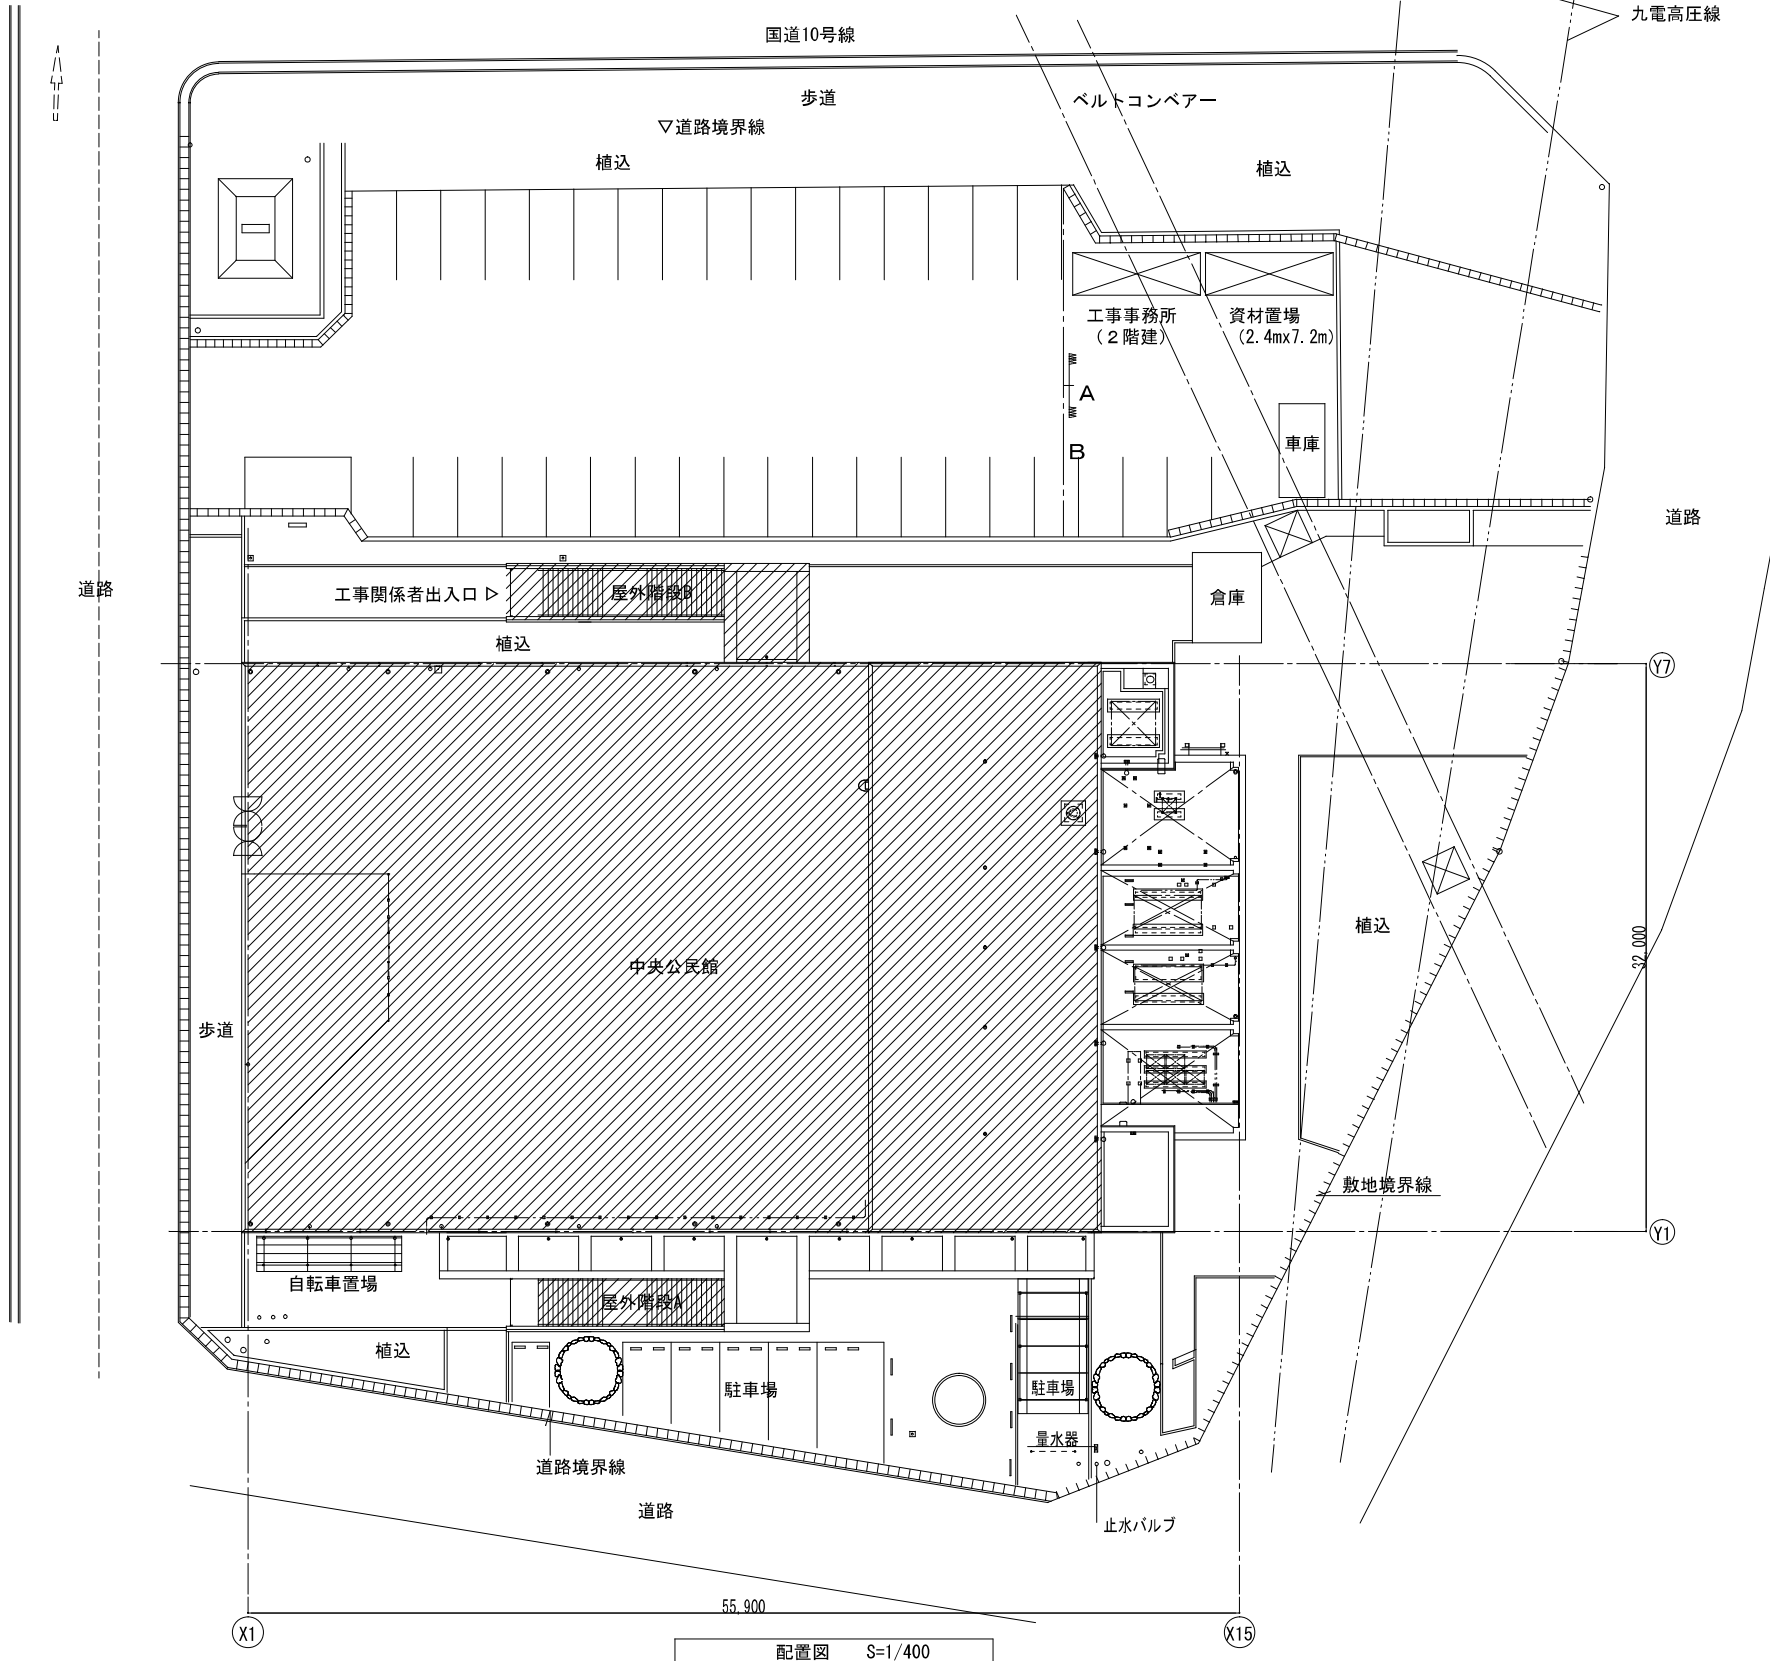 九電高圧線
国道10号線
歩道
ベルトコンベアー
▽道路境界線
植込
植込
工事事務所
(２階建)
資材置場
(2.4mx7.2m)
A
B
車庫
道路
道路
工事関係者出入口 ▷
屋外階段B
倉庫
植込
Y7
植込
32,000
中央公民館
歩道
敷地境界線
Y1
自転車置場
屋外階段A
植込
駐車場
駐車場
量水器
道路境界線
道路
止水バルブ
55,900
X1
X15
配置図 S=1/400